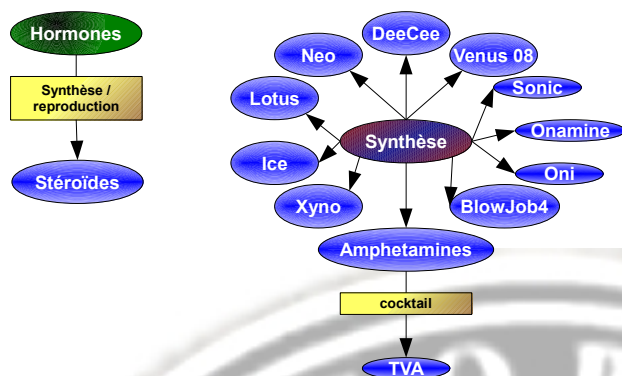 Hormones
Synthèse /
reproduction
Stéroïdes
DeeCee
Neo
Venus 08
Sonic
Lotus
Synthèse
Onamine
Ice
Oni
Xyno
BlowJob4
Amphetamines
cocktail
TVA